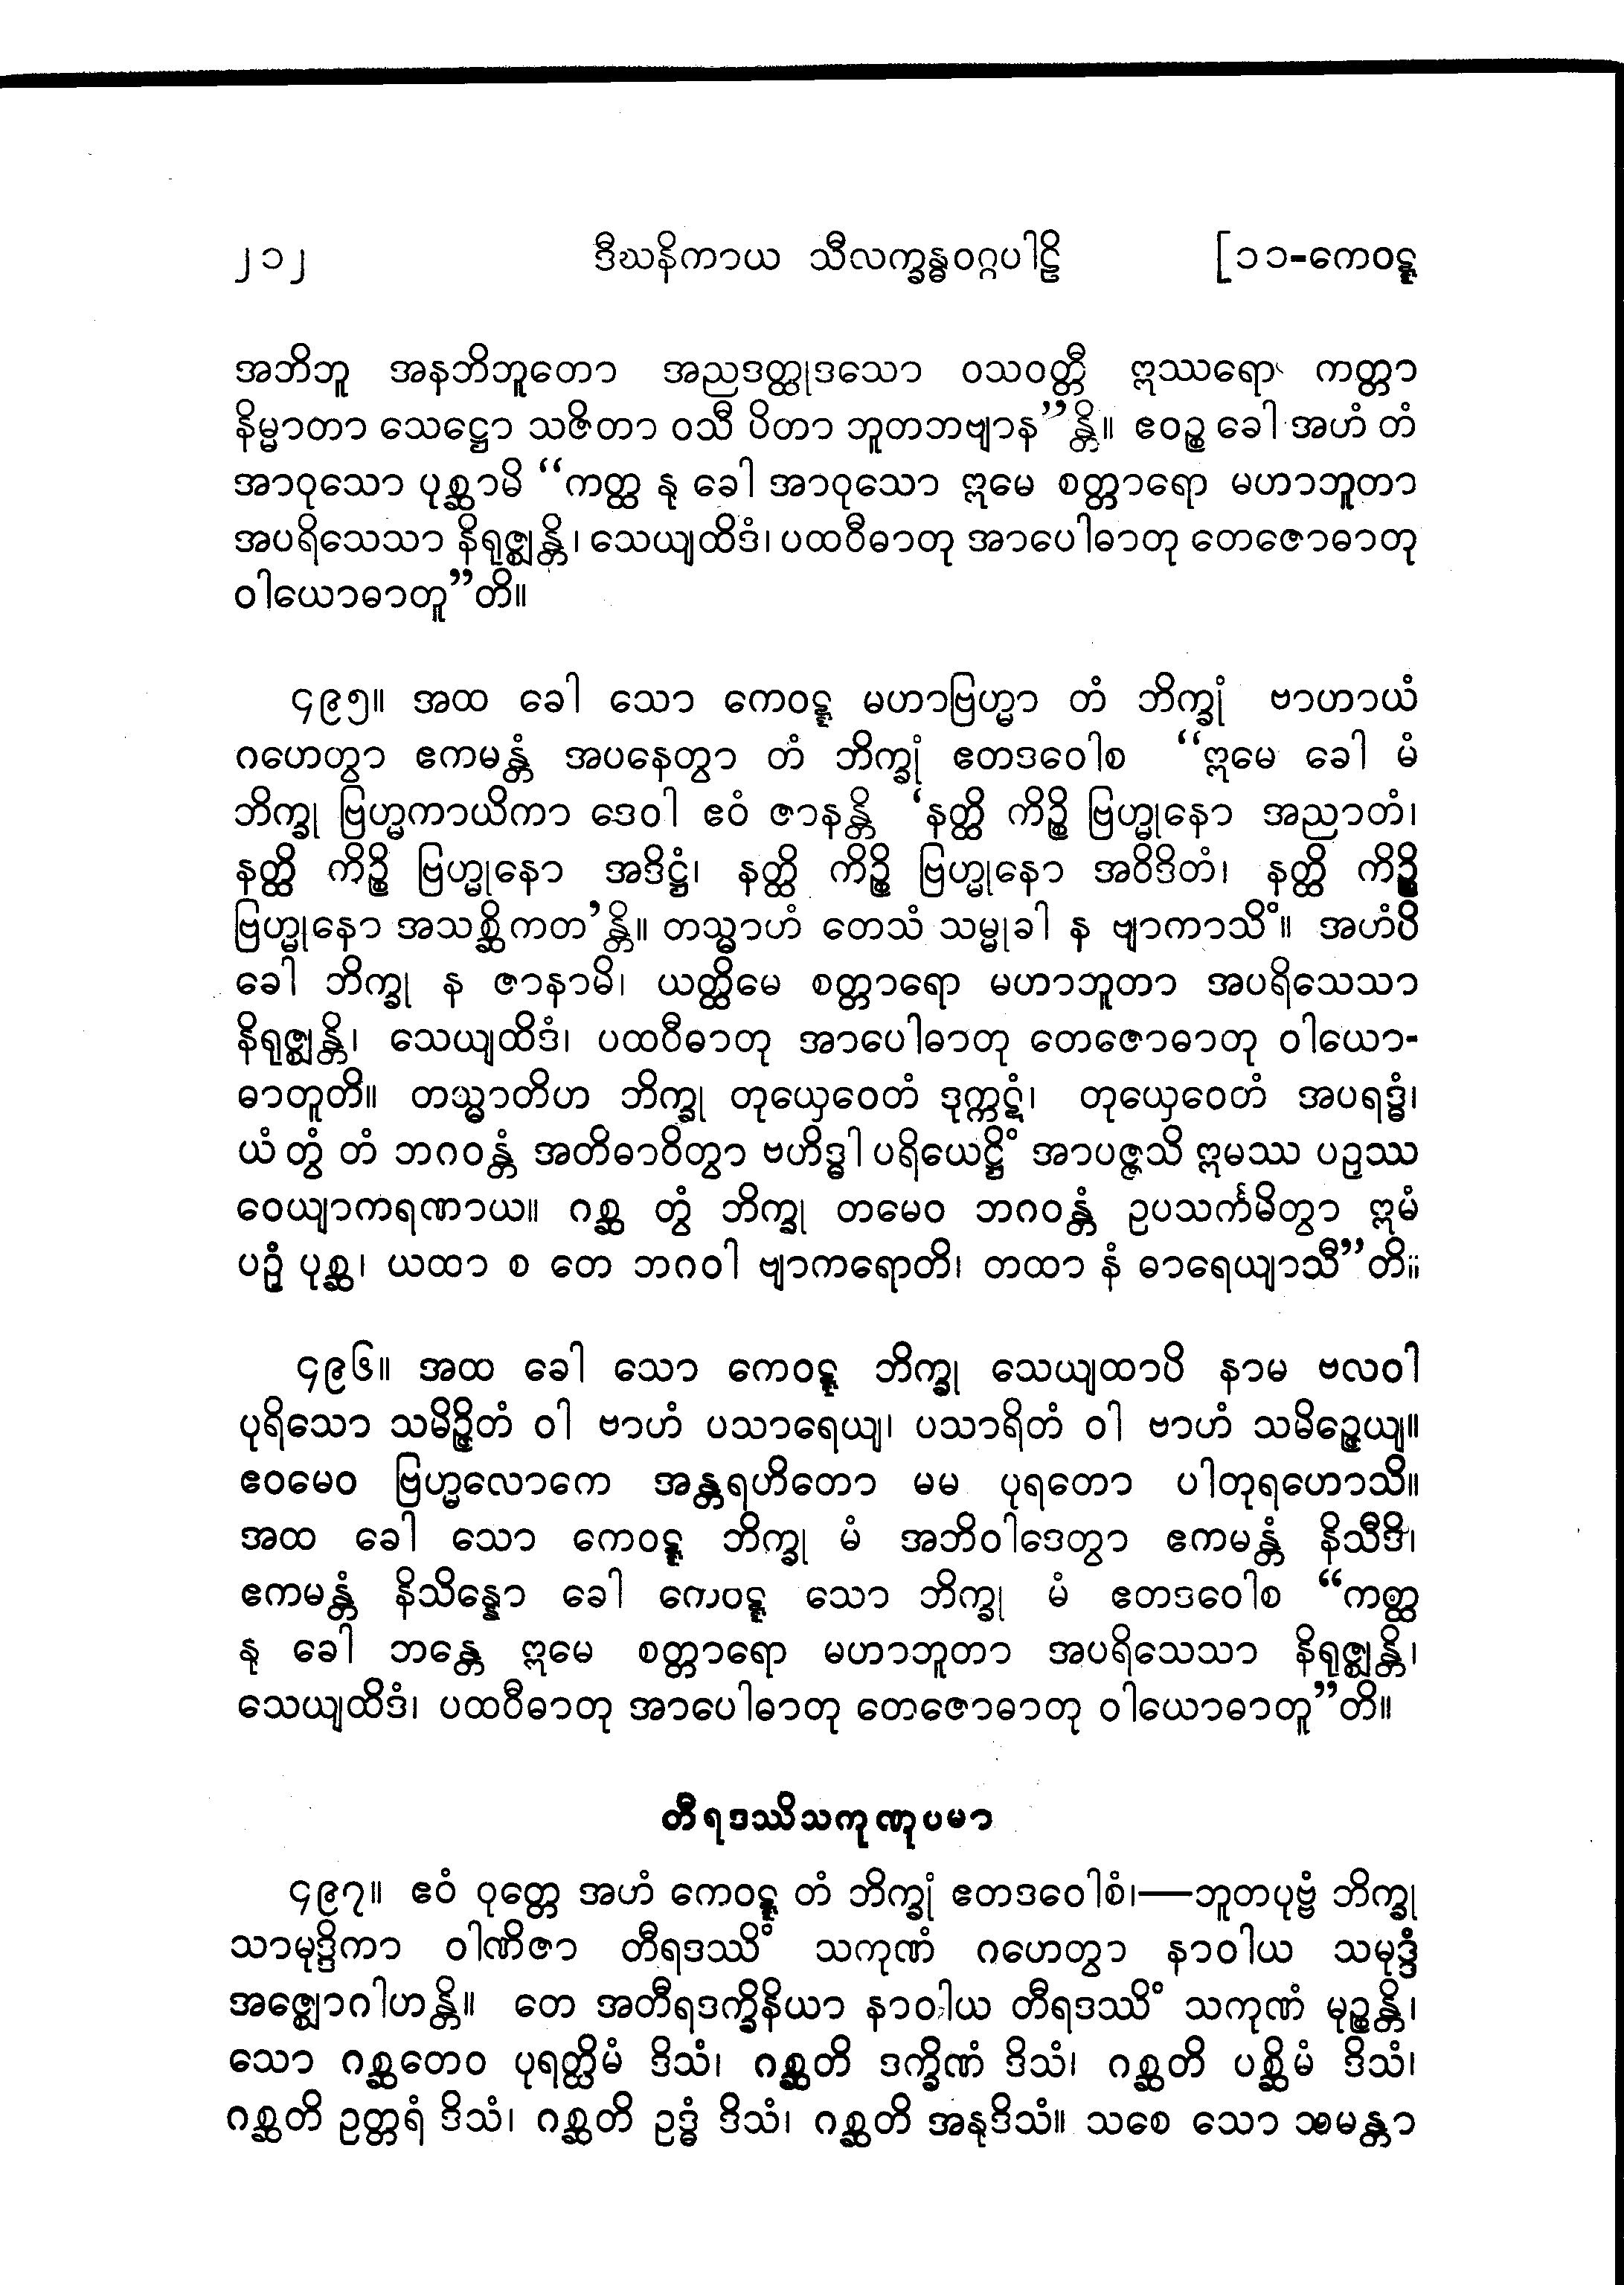 ၂၁၂ ဒီဃနိကာယ သီလက္ခန္ဓဝဂ္ဂပါဠိ [၁၁-ကေဝဋ္ဋ
အဘိဘူ အနဘိဘူတော အညဒတ္ထုဒသော ဝသဝတ္တီ ဣဿရော ကတ္တာ
နိမ္မာတာ သေဋ္ဌော သဇိတာ ဝသီ ပိတာ ဘူတဘဗျာန”န္တိ။ ဧဝဉ္စ ခေါ အဟံ တံ
အာဝုသော ပုစ္ဆာမိ “ကတ္ထ နု ခေါ အာဝုသော ဣမေ စတ္တာရော မဟာဘူတာ
အပရိသေသာ နိရုဇ္ဈန္တိ၊ သေယျထိဒံ၊ ပထဝီဓာတု အာပေါဓာတု တေဇောဓာတု
ဝါယောဓာတူ”တိ။
၄၉၅။ အထ ခေါ သော ကေဝဋ္ဋ မဟာဗြဟ္မာ တံ ဘိက္ခုံ ဗာဟာယံ
ဂဟေတွာ ဧကမန္တံ အပနေတွာ တံ ဘိက္ခုံ ဧတဒဝေါစ “ဣမေ ခေါ မံ
ဘိက္ခု ဗြဟ္မကာယိကာ ဒေဝါ ဧဝံ ဇာနန္တိ ‘နတ္ထိ ကိဉ္စိ ဗြဟ္မုနော အညာတံ၊
နတ္ထိ ကိဉ္စိ ဗြဟ္မုနော အဒိဋ္ဌံ၊ နတ္ထိ ကိဉ္စိ ဗြဟ္မုနော အဝိဒိတံ၊ နတ္ထိ ကိဉ္စိ
ဗြဟ္မုနော အသစ္ဆိကတ’န္တိ။ တသ္မာဟံ တေသံ သမ္မုခါ န ဗျာကာသိံ။ အဟံပိ
ခေါ ဘိက္ခု န ဇာနာမိ၊ ယတ္ထိမေ စတ္တာရော မဟာဘူတာ အပရိသေသာ
နိရုဇ္ဈန္တိ၊ သေယျထိဒံ၊ ပထဝီဓာတု အာပေါဓာတု တေဇောဓာတု ဝါယော-
ဓာတူတိ။ တသ္မာတိဟ ဘိက္ခု တုယှေဝေတံ ဒုက္ကဋံ၊ တုယှေဝေတံ အပရဒ္ဓံ၊
ယံ တွံ တံ ဘဂဝန္တံ အတိဓာဝိတွာ ဗဟိဒ္ဓါ ပရိယေဋ္ဌိံ အာပဇ္ဇသိ ဣမဿ ပဉှဿ
ဝေယျာကရဏာယ။ ဂစ္ဆ တွံ ဘိက္ခု တမေဝ ဘဂဝန္တံ ဥပသင်္ကမိတွာ ဣမံ
ပဉှံ ပုစ္ဆ၊ ယထာ စ တေ ဘဂဝါ ဗျာကရောတိ၊ တထာ နံ ဓာရေယျာသီ”တိ။
၄၉၆။ အထ ခေါ သော ကေဝဋ္ဋ ဘိက္ခု သေယျထာပိ နာမ ဗလဝါ
ပုရိသော သမိဉ္ဇိတံ ဝါ ဗာဟံ ပသာရေယျ၊ ပသာရိတံ ဝါ ဗာဟံ သမိဉ္ဇေယျ။
ဧဝမေဝ ဗြဟ္မလောကေ အန္တရဟိတော မမ ပုရတော ပါတုရဟောသိ။
အထ ခေါ သော ကေဝဋ္ဋ ဘိက္ခု မံ အဘိဝါဒေတွာ ဧကမန္တံ နိသီဒိ၊
ဧကမန္တံ နိသိန္နော ခေါ ကေဝဋ္ဋ သော ဘိက္ခု မံ ဧတဒဝေါစ “ကတ္ထ
နု ခေါ ဘန္တေ ဣမေ စတ္တာရော မဟာဘူတာ အပရိသေသာ နိရုဇ္ဈန္တိ၊
သေယျထိဒံ၊ ပထဝီဓာတု အာပေါဓာတု တေဇောဓာတု ဝါယောဓာတူ”တိ။
တီရဒဿိသကုဏုပမာ
၄၉၇။ ဧဝံ ဝုတ္တေ အဟံ ကေဝဋ္ဋ တံ ဘိက္ခုံ ဧတဒဝေါစံ၊—ဘူတပုဗ္ဗံ ဘိက္ခု
သာမုဒ္ဒိကာ ဝါဏိဇာ တီရဒဿိံ သကုဏံ ဂဟေတွာ နာဝါယ သမုဒ္ဒံ
အဇ္ဈောဂါဟန္တိ။ တေ အတီရဒက္ခိနိယာ နာဝါယ တီရဒဿိံ သကုဏံ မုဉ္စန္တိ၊
သော ဂစ္ဆတေဝ ပုရတ္ထိမံ ဒိသံ၊ ဂစ္ဆတိ ဒက္ခိဏံ ဒိသံ၊ ဂစ္ဆတိ ပစ္ဆိမံ ဒိသံ၊
ဂစ္ဆတိ ဥတ္တရံ ဒိသံ၊ ဂစ္ဆတိ ဥဒ္ဓံ ဒိသံ၊ ဂစ္ဆတိ အနုဒိသံ။ သစေ သော သမန္တာ